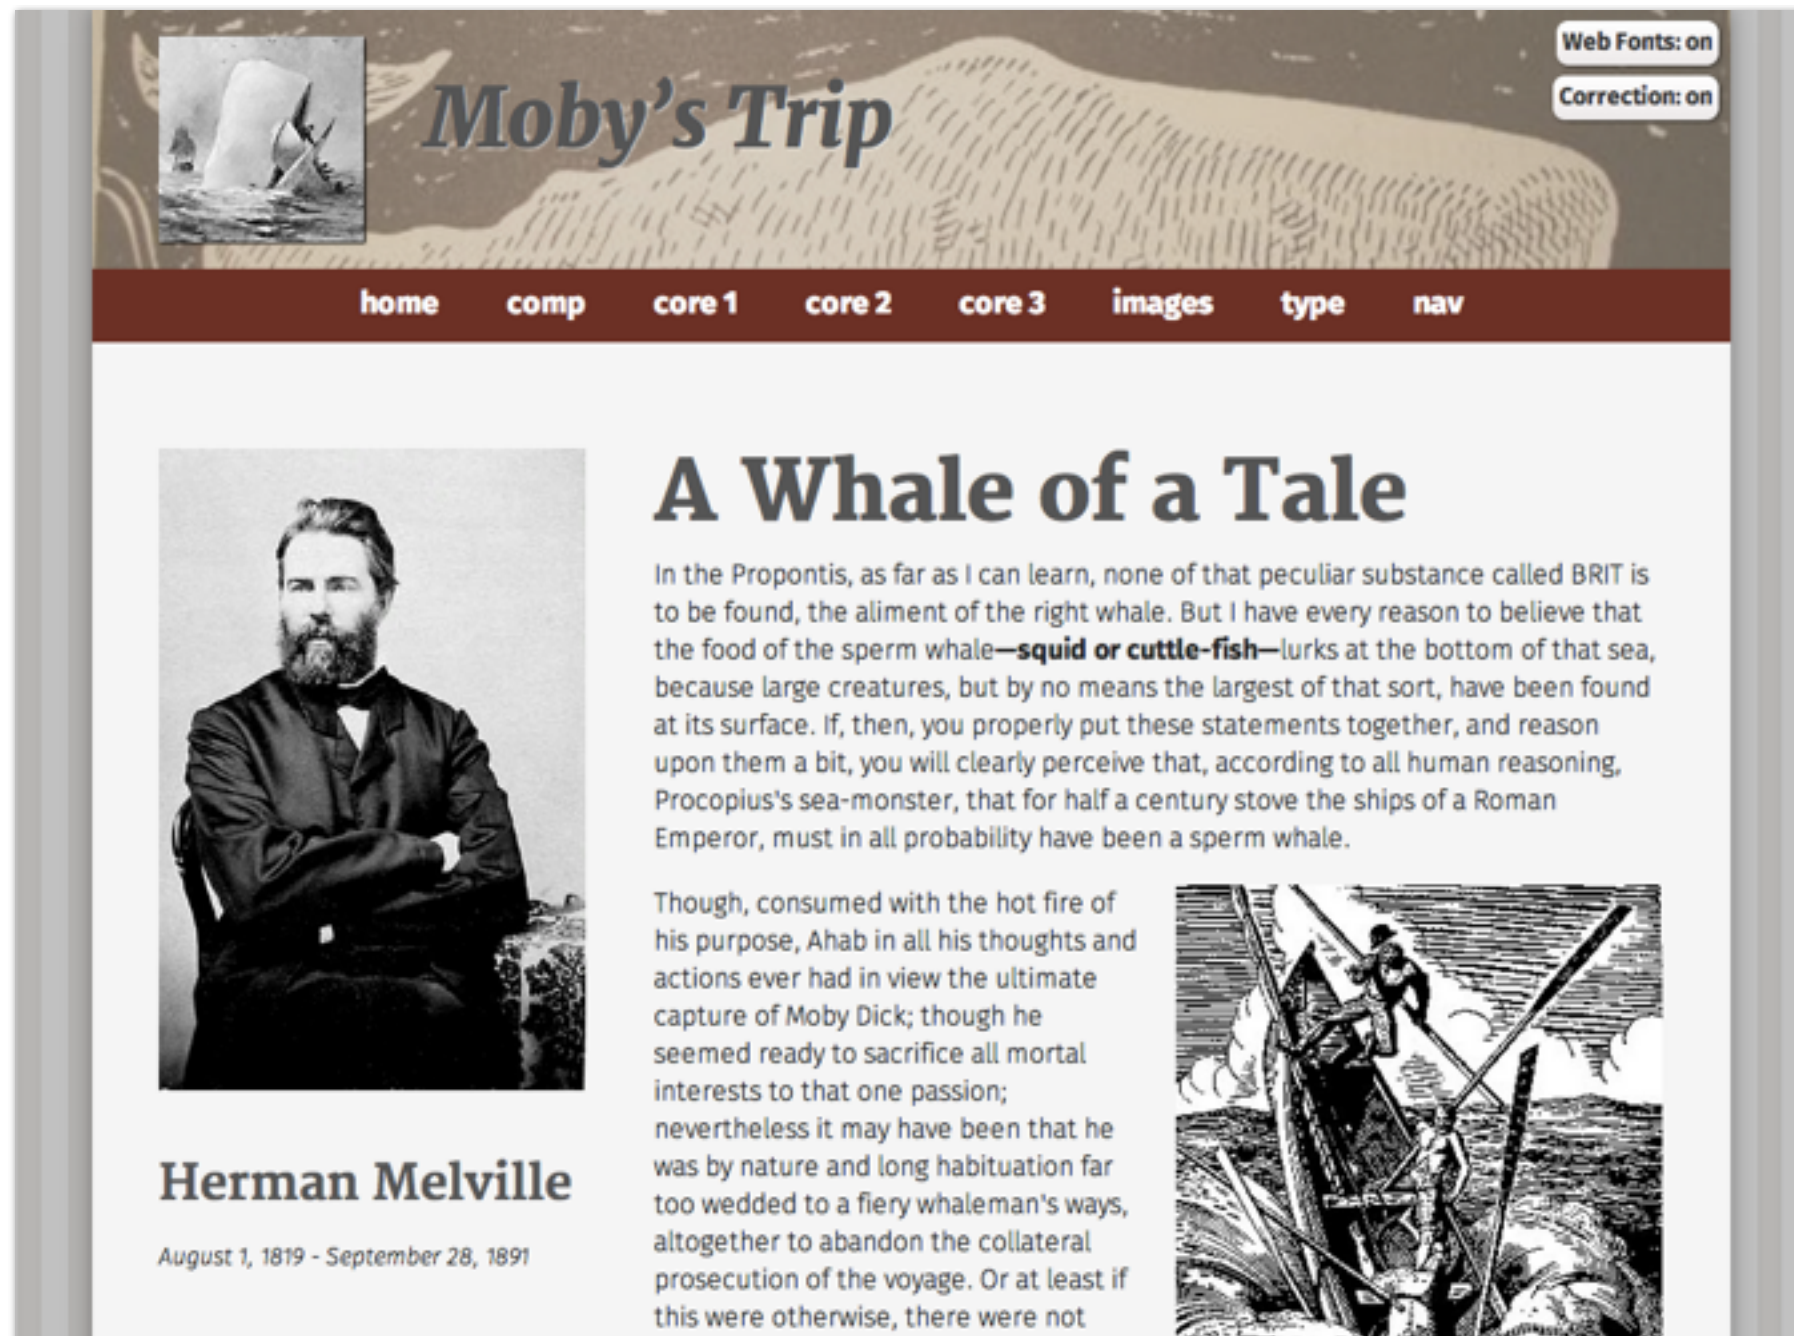 Web Fonts: on
Correction: on
Moby’s Trip
home comp core 1 core 2 core 3 images type nav
A Whale of a Tale
In the Propontis, as far as I can learn, none of that peculiar substance called BRIT is
to be found, the aliment of the right whale. But I have every reason to believe that
the food of the sperm whale—squid or cuttle-fish—lurks at the bottom of that sea,
because large creatures, but by no means the largest of that sort, have been found
at its surface. If, then, you properly put these statements together, and reason
upon them a bit, you will clearly perceive that, according to all human reasoning,
Procopius's sea-monster, that for half a century stove the ships of a Roman
Emperor, must in all probability have been a sperm whale.
Though, consumed with the hot fire of
his purpose, Ahab in all his thoughts and
actions ever had in view the ultimate
capture of Moby Dick; though he
seemed ready to sacrifice all mortal
interests to that one passion;
nevertheless it may have been that he
was by nature and long habituation far
too wedded to a fiery whaleman's ways,
altogether to abandon the collateral
prosecution of the voyage. Or at least if
this were otherwise, there were not
Herman Melville
August 1, 1819 - September 28, 1891